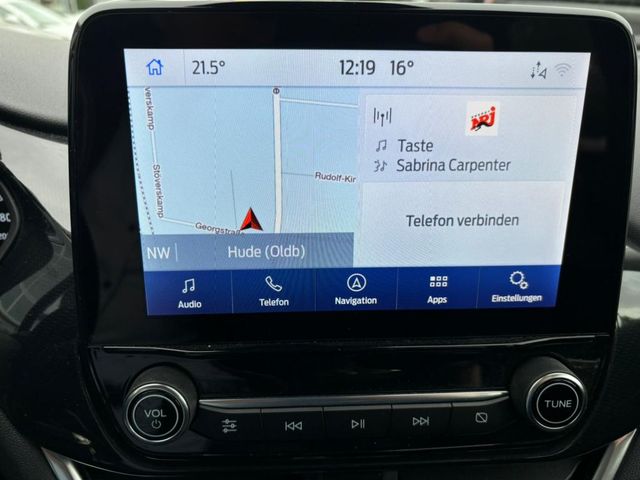 21.5°
12:19
16°
verskamp
Stöverskamp
Rudolf-Kir
Georgstraße
NW
Hude (Oldb)
NRJ
Taste
Sabrina Carpenter
Telefon verbinden
Audio
Telefon
Navigation
Apps
Einstellungen
80
VOL
TUNE